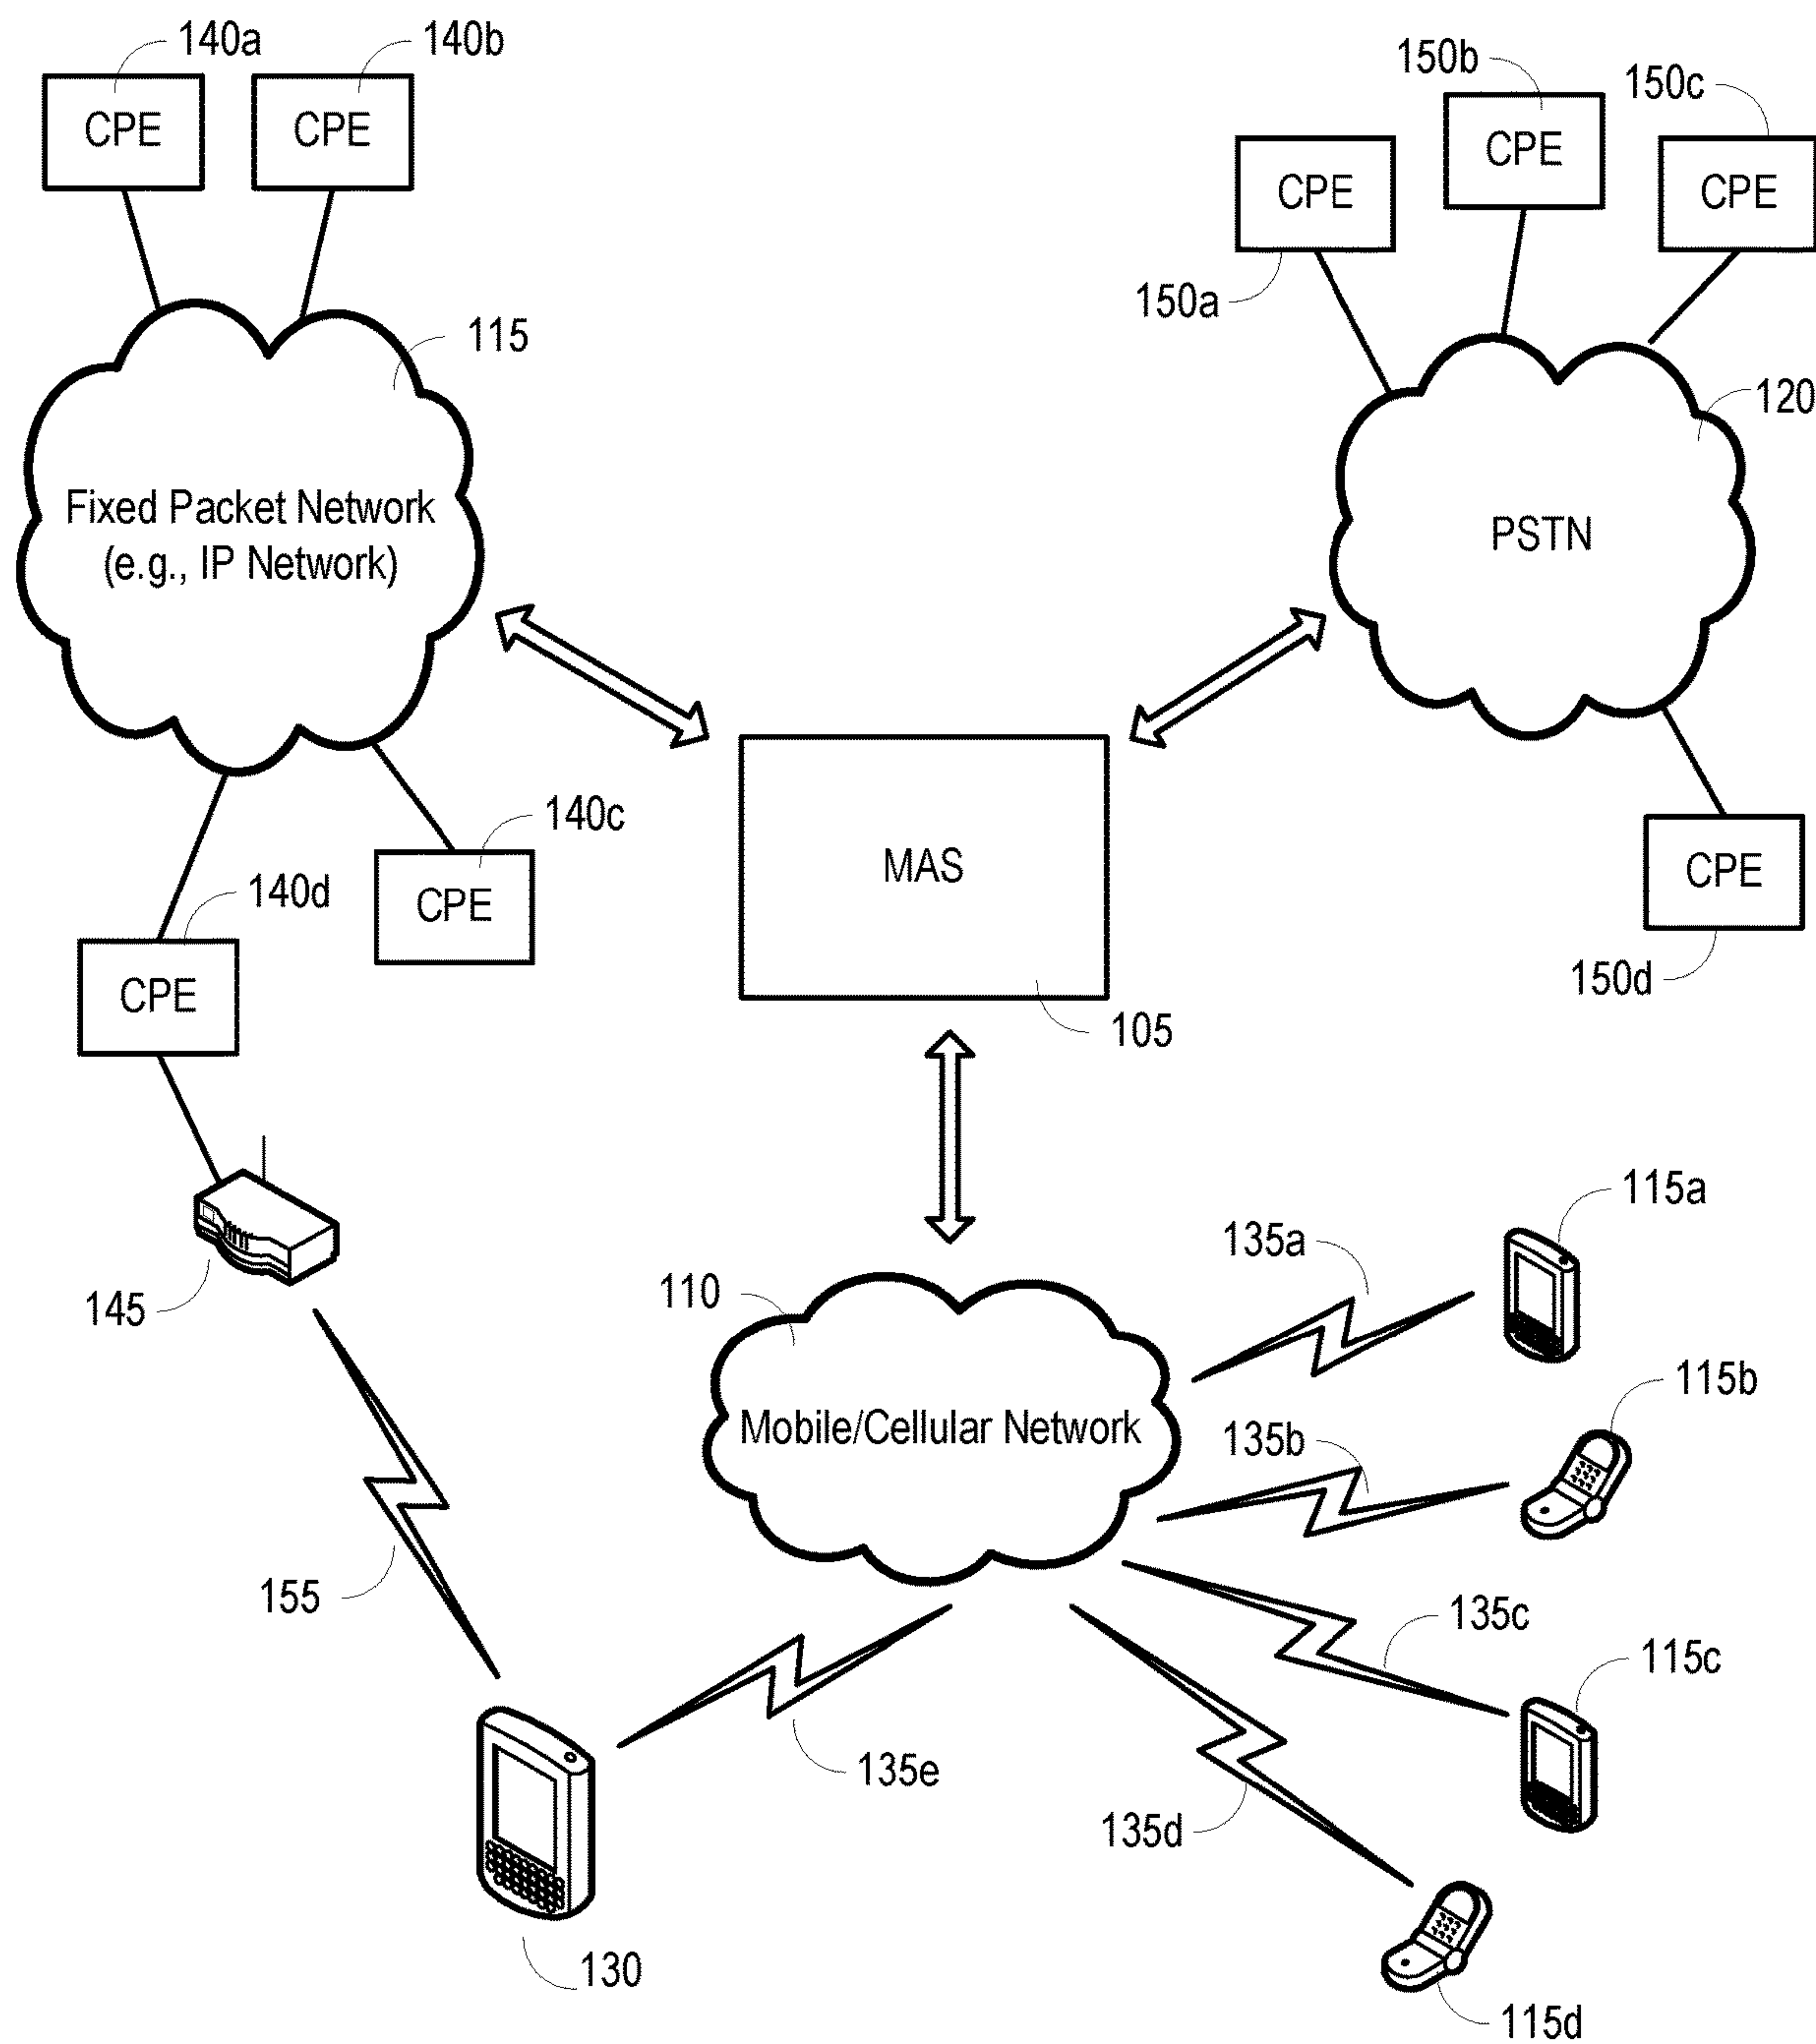 140a
140b
150b
150c
CPE
CPE
CPE
CPE
CPE
150a
115
120
Fixed Packet Network
(e.g., IP Network)
PSTN
140c
MAS
CPE
140d
CPE
150d
CPE
105
115a
135a
145
110
115b
Mobile/Cellular Network
135b
155
135c
115c
135e
135d
130
115d